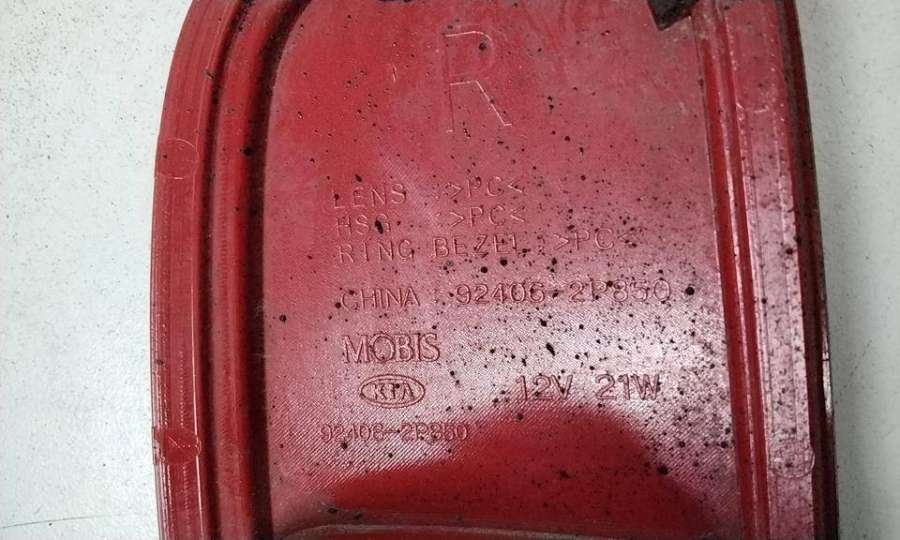 R
LENS >PC<
HSG >PC<
RING BEZEL >PC<
CHINA 92406-2P850
MOBIS
KIA 12V 21W
92406-2P850